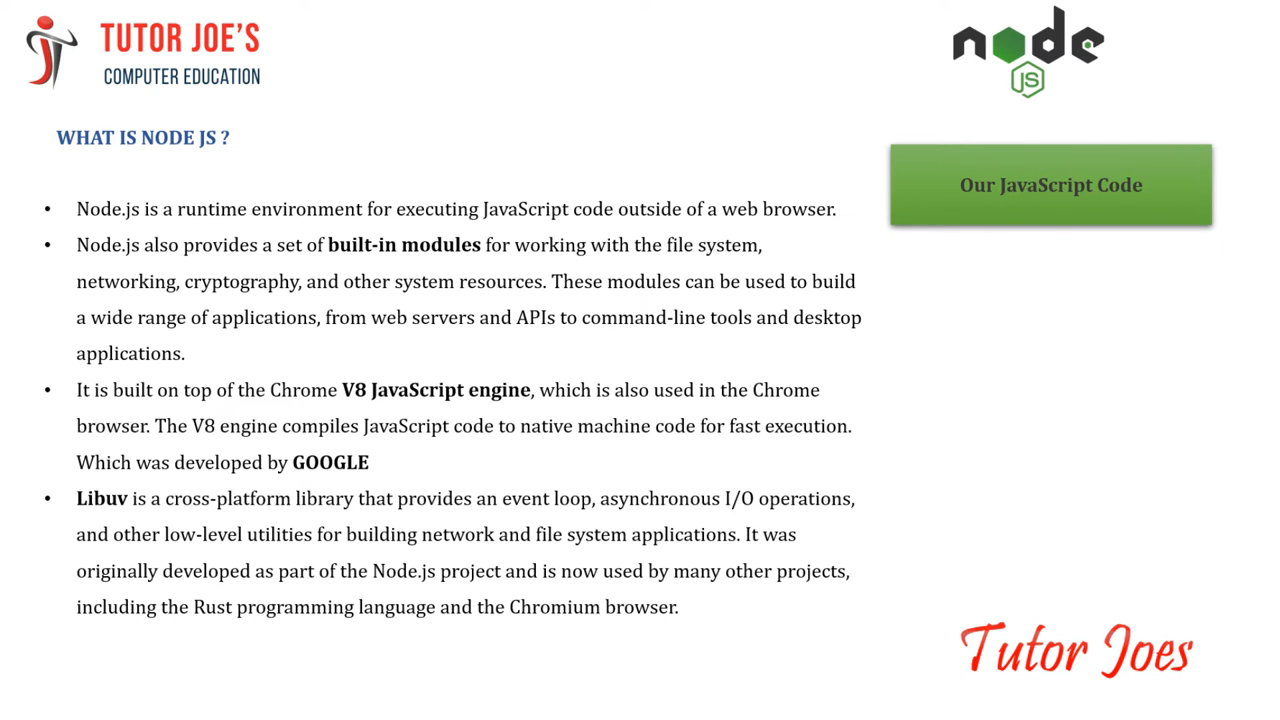 TUTOR JOE'S
COMPUTER EDUCATION
node
JS
WHAT IS NODE JS ?
Our JavaScript Code
• Node.js is a runtime environment for executing JavaScript code outside of a web browser.
• Node.js also provides a set of built-in modules for working with the file system,
networking, cryptography, and other system resources. These modules can be used to build
a wide range of applications, from web servers and APIs to command-line tools and desktop
applications.
• It is built on top of the Chrome V8 JavaScript engine, which is also used in the Chrome
browser. The V8 engine compiles JavaScript code to native machine code for fast execution.
Which was developed by GOOGLE
• Libuv is a cross-platform library that provides an event loop, asynchronous I/O operations,
and other low-level utilities for building network and file system applications. It was
originally developed as part of the Node.js project and is now used by many other projects,
including the Rust programming language and the Chromium browser.
Tutor Joes